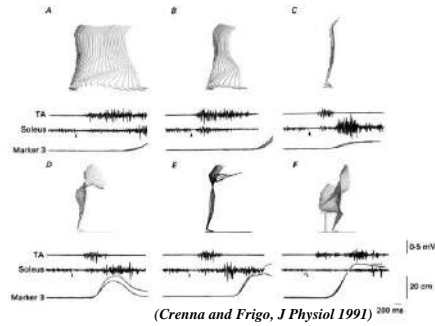 A B C
TA
Soleus
Marker 3
D E F
TA
Soleus
Marker 3
0-5 mV
20 cm
200 ms
(Crenna and Frigo, J Physiol 1991)